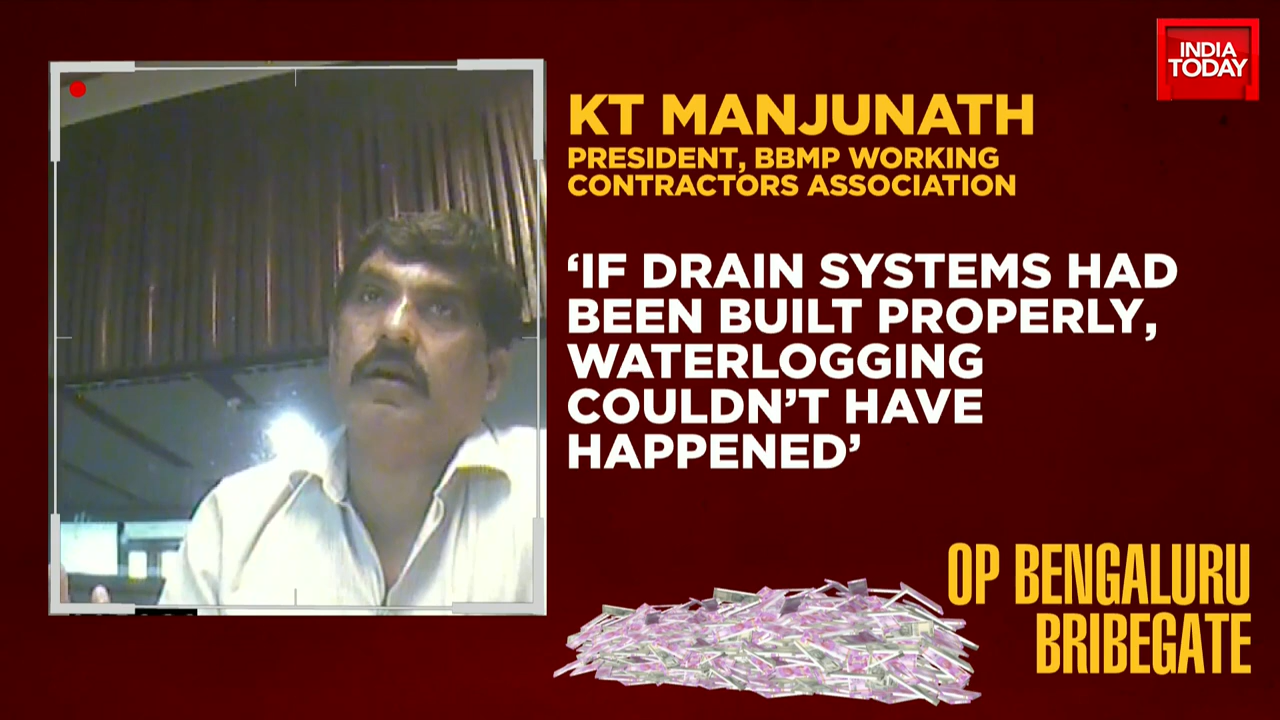 INDIA
TODAY
KT MANJUNATH
PRESIDENT, BBMP WORKING
CONTRACTORS ASSOCIATION
‘IF DRAIN SYSTEMS HAD
BEEN BUILT PROPERLY,
WATERLOGGING
COULDN’T HAVE
HAPPENED’
OP BENGALURU
BRIBEGATE